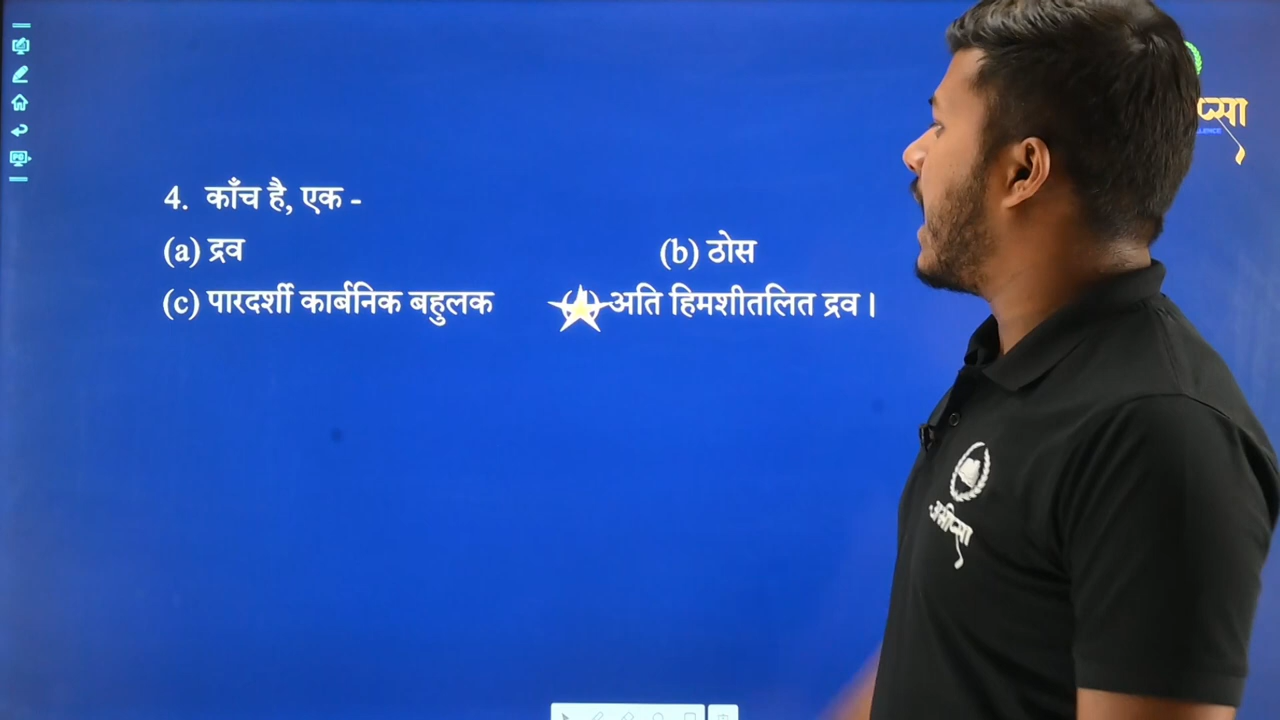 4. काँच है, एक -
(a) द्रव (b) ठोस
(c) पारदर्शी कार्बनिक बहुलक अति हिमशीतलित द्रव ।